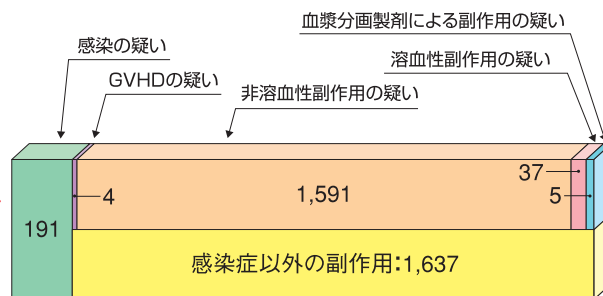 血漿分画製剤による副作用の疑い
感染の疑い
溶血性副作用の疑い
GVHDの疑い
非溶血性副作用の疑い
37
4
1,591
5
191
感染症以外の副作用:1,637